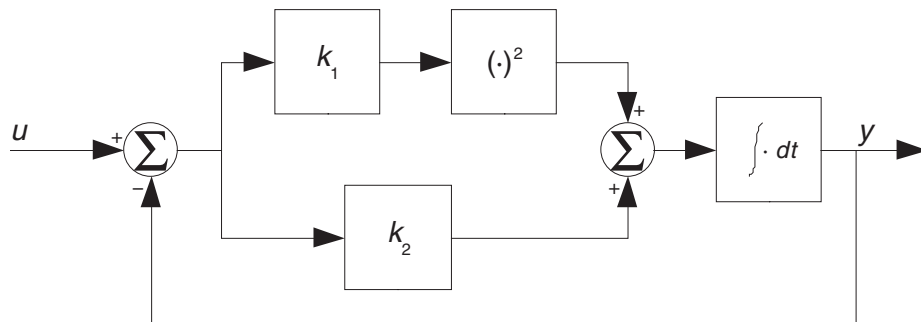 k₁
(·)²
u
+
Σ
−
k₂
+
+
Σ
∫ · dt
y